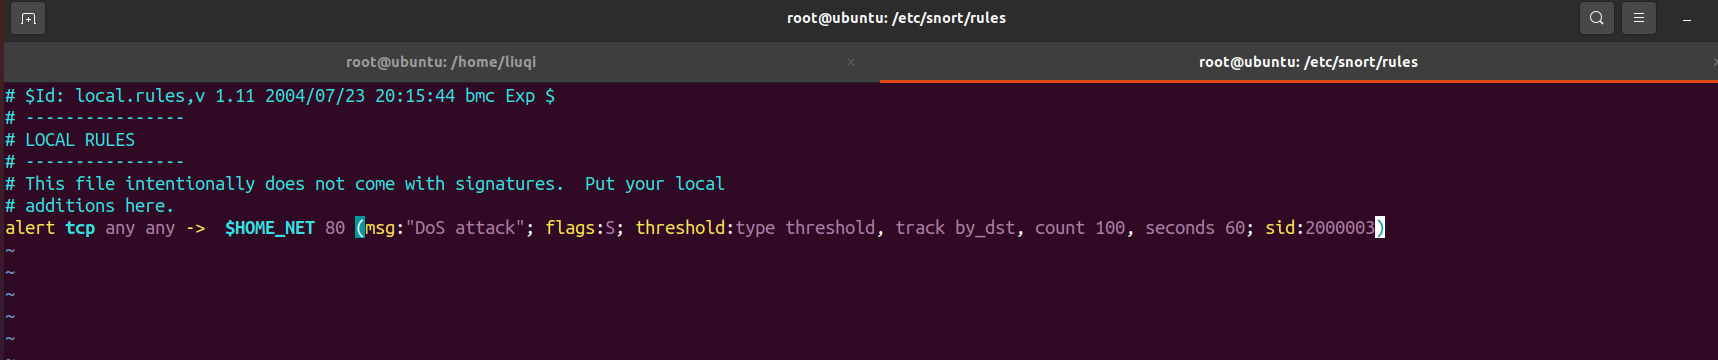 root@ubuntu: /etc/snort/rules
root@ubuntu: /home/liuqi
root@ubuntu: /etc/snort/rules
# $Id: local.rules,v 1.11 2004/07/23 20:15:44 bmc Exp $
# ----------------
# LOCAL RULES
# ----------------
# This file intentionally does not come with signatures.  Put your local
# additions here.
alert tcp any any ->  $HOME_NET 80 (msg:"DoS attack"; flags:S; threshold:type threshold, track by_dst, count 100, seconds 60; sid:2000003)
~
~
~
~
~